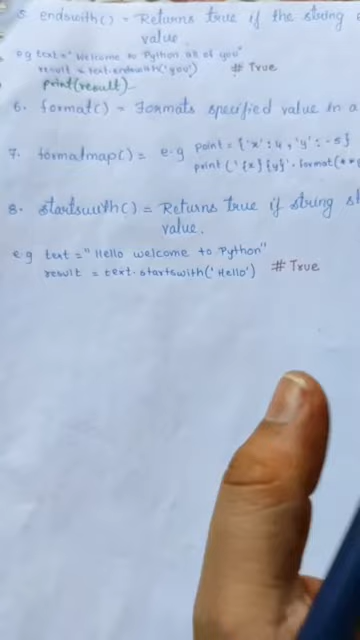 5. endswith() = Returns true if the string
value.
e.g text = "Welcome to Python all of you"
result = text.endswith('you') # True
print(result)
6. format() = Formats specified value in a
7. formatmap() = e.g point = {'x':4, 'y':-5}
print('{x} {y}'.format(**
8. startswith() = Returns true if string
value.
e.g text = "Hello welcome to Python"
result = text.startswith('Hello') # True